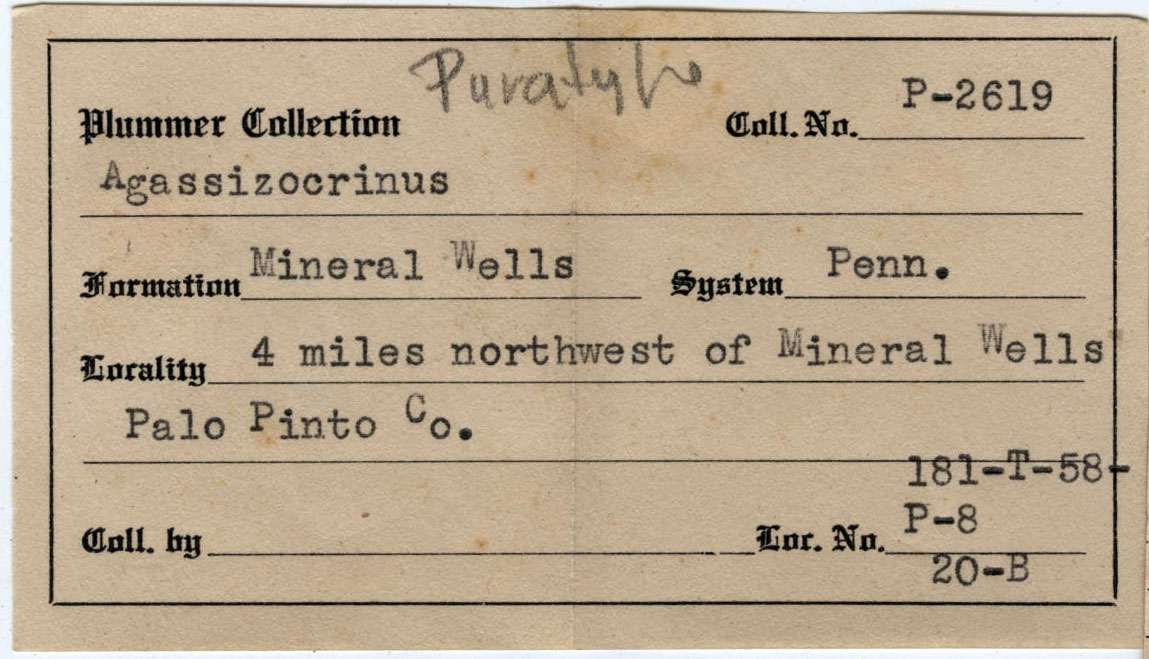 Paratype
Plummer Collection Coll. No. P-2619
Agassizocrinus
Formation Mineral Wells System Penn.
Locality 4 miles northwest of Mineral Wells
Palo Pinto Co.
181-T-58-
Coll. by Loc. No. P-8
20-B